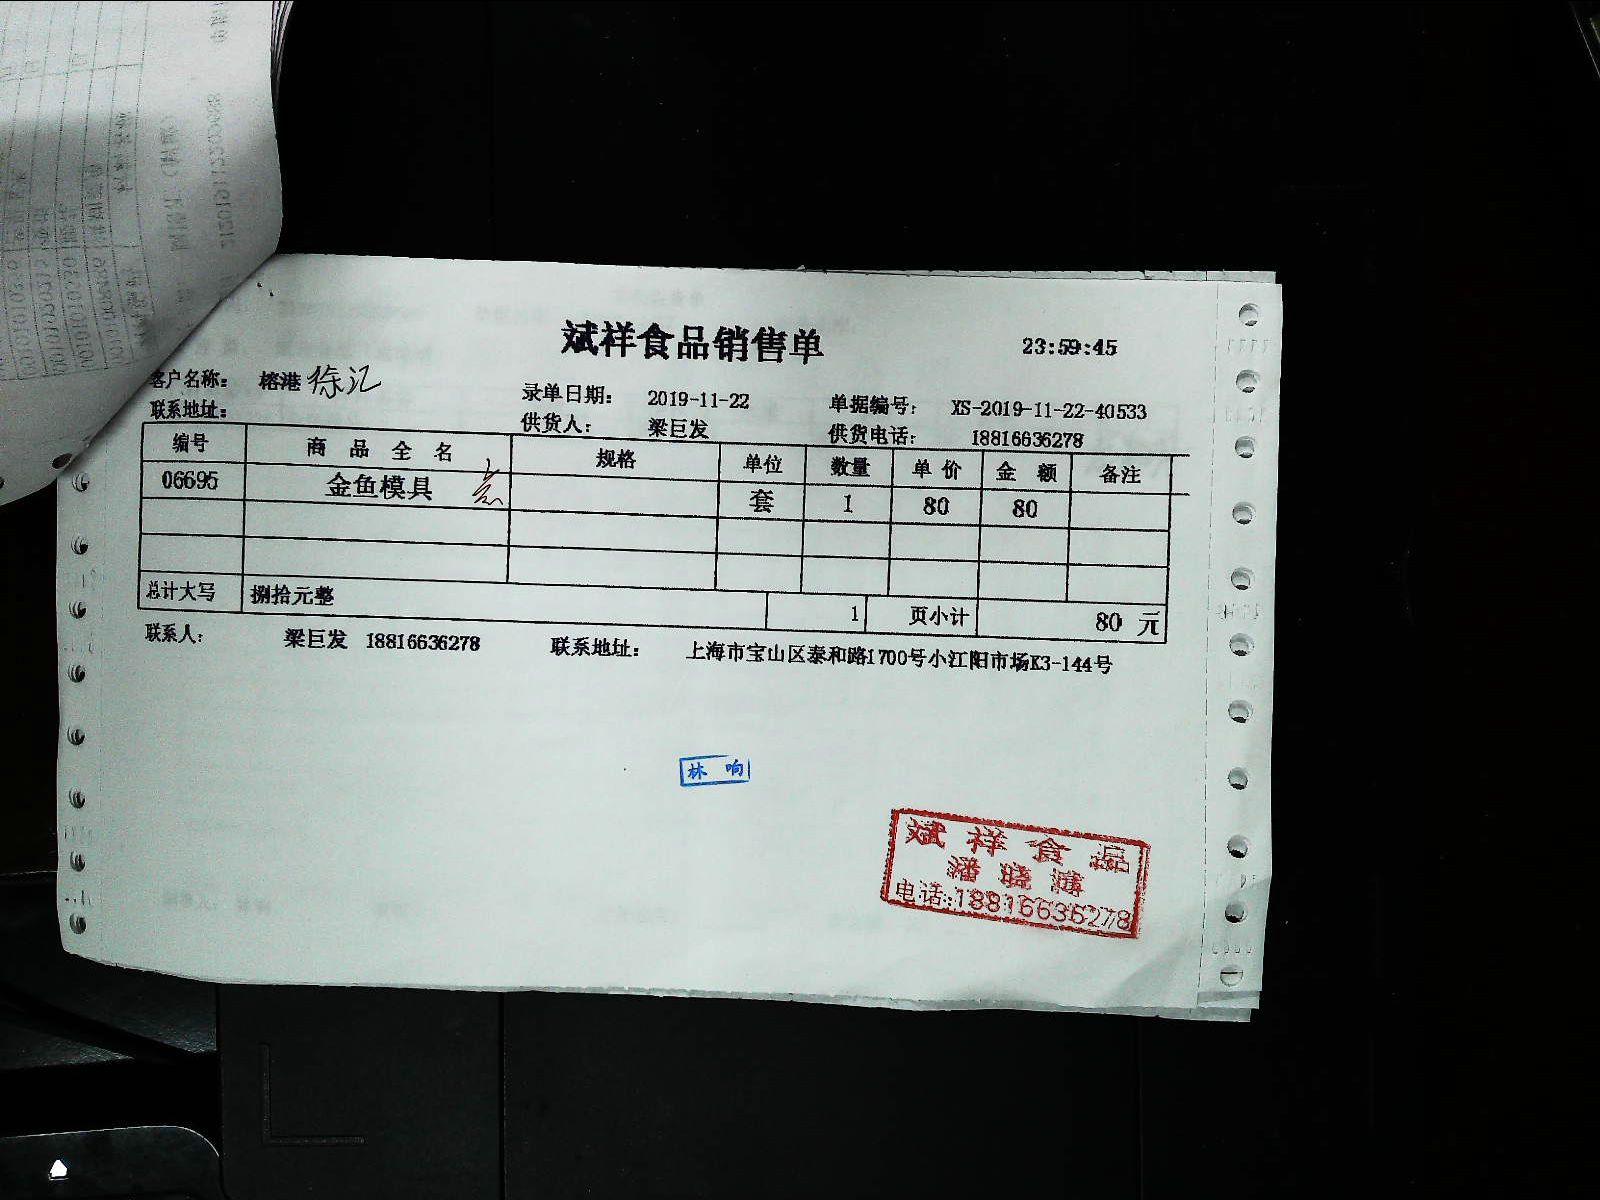 斌祥食品销售单
23:59:45
客户名称: 榕港 徐汇 录单日期: 2019-11-22 单据编号: XS-2019-11-22-40533
联系地址: 供货人: 梁巨发 供货电话: 18816636278
编号 商品全名 规格 单位 数量 单价 金额 备注
06695 金鱼模具 套 1 80 80
总计大写 捌拾元整 1 页小计 80 元
联系人: 梁巨发 18816636278 联系地址: 上海市宝山区泰和路1700号小江阳市场K3-144号
林响
斌祥食品
潘晓
电话:18816636278